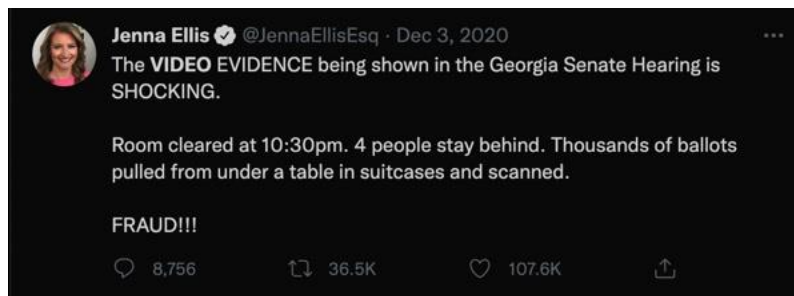 Jenna Ellis @JennaEllisEsq · Dec 3, 2020
The VIDEO EVIDENCE being shown in the Georgia Senate Hearing is
SHOCKING.
Room cleared at 10:30pm. 4 people stay behind. Thousands of ballots
pulled from under a table in suitcases and scanned.
FRAUD!!!
8,756 36.5K 107.6K